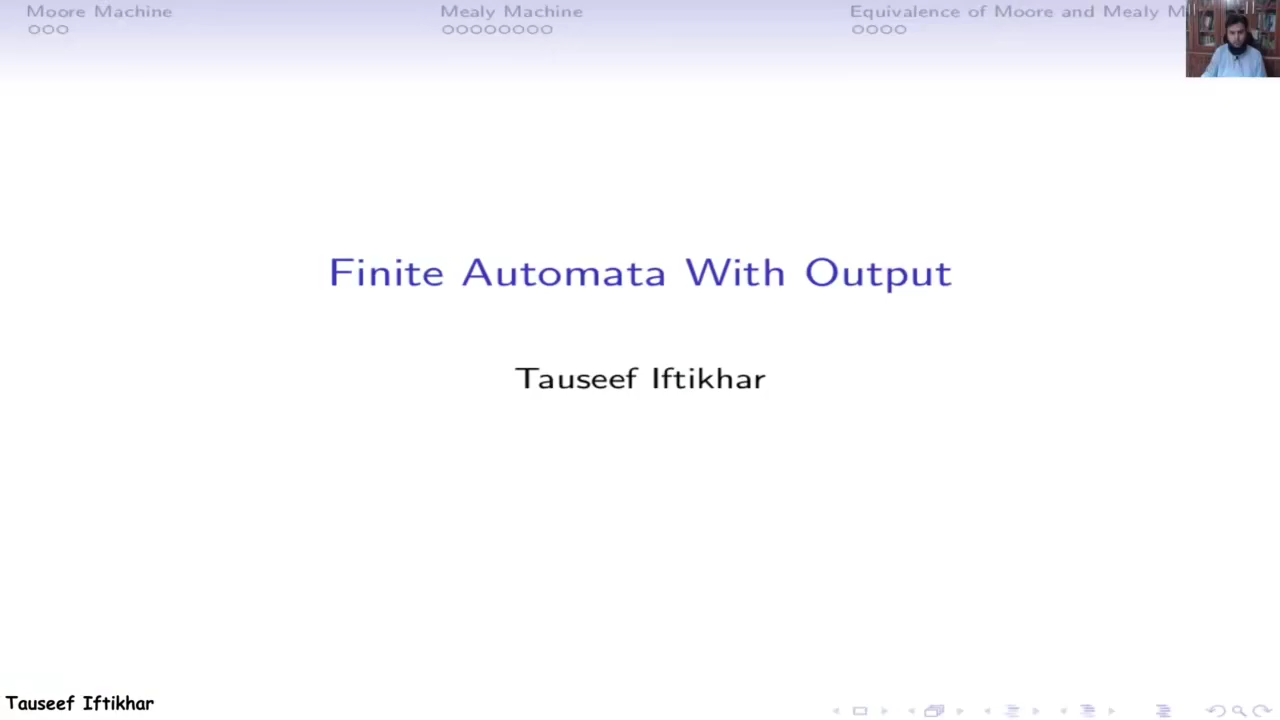 Moore Machine
Mealy Machine
Equivalence of Moore and Mealy
Finite Automata With Output
Tauseef Iftikhar
Tauseef Iftikhar